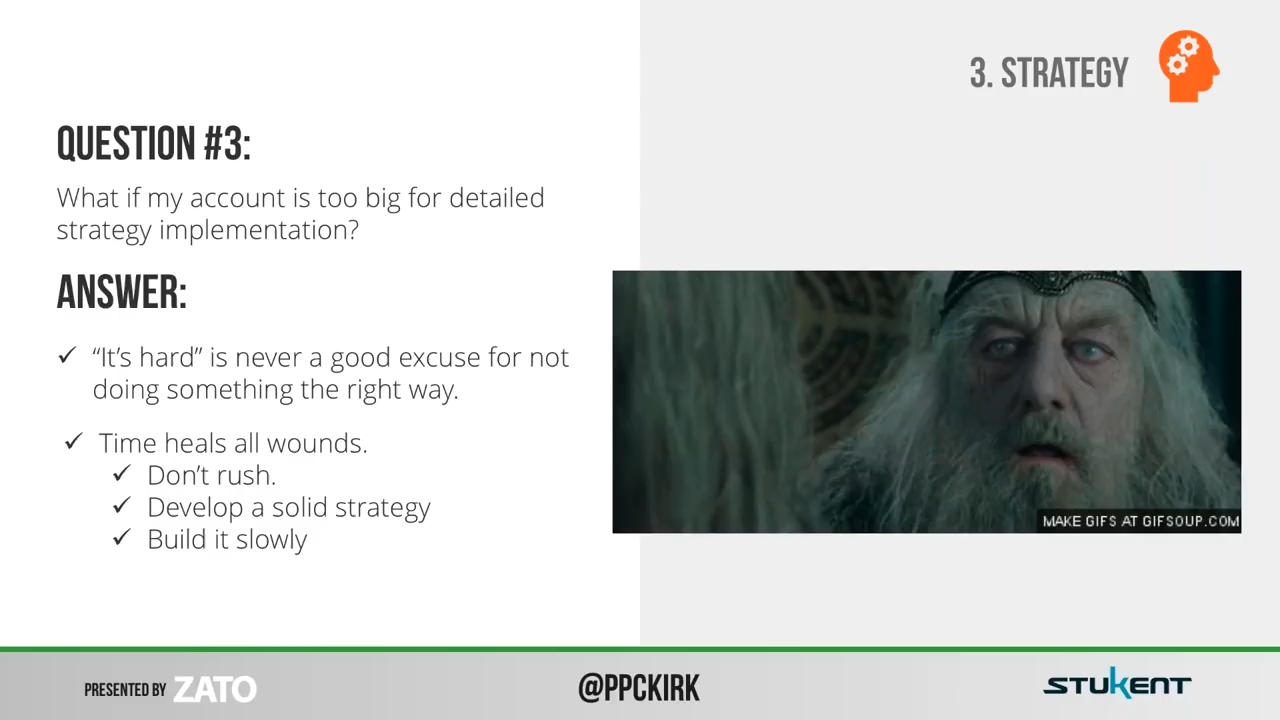 3. STRATEGY
QUESTION #3:
What if my account is too big for detailed
strategy implementation?
ANSWER:
✓ “It’s hard” is never a good excuse for not
doing something the right way.
✓ Time heals all wounds.
✓ Don’t rush.
✓ Develop a solid strategy
✓ Build it slowly
MAKE GIFS AT GIFSOUP.COM
PRESENTED BY ZATO
@PPCKIRK
STUKENT